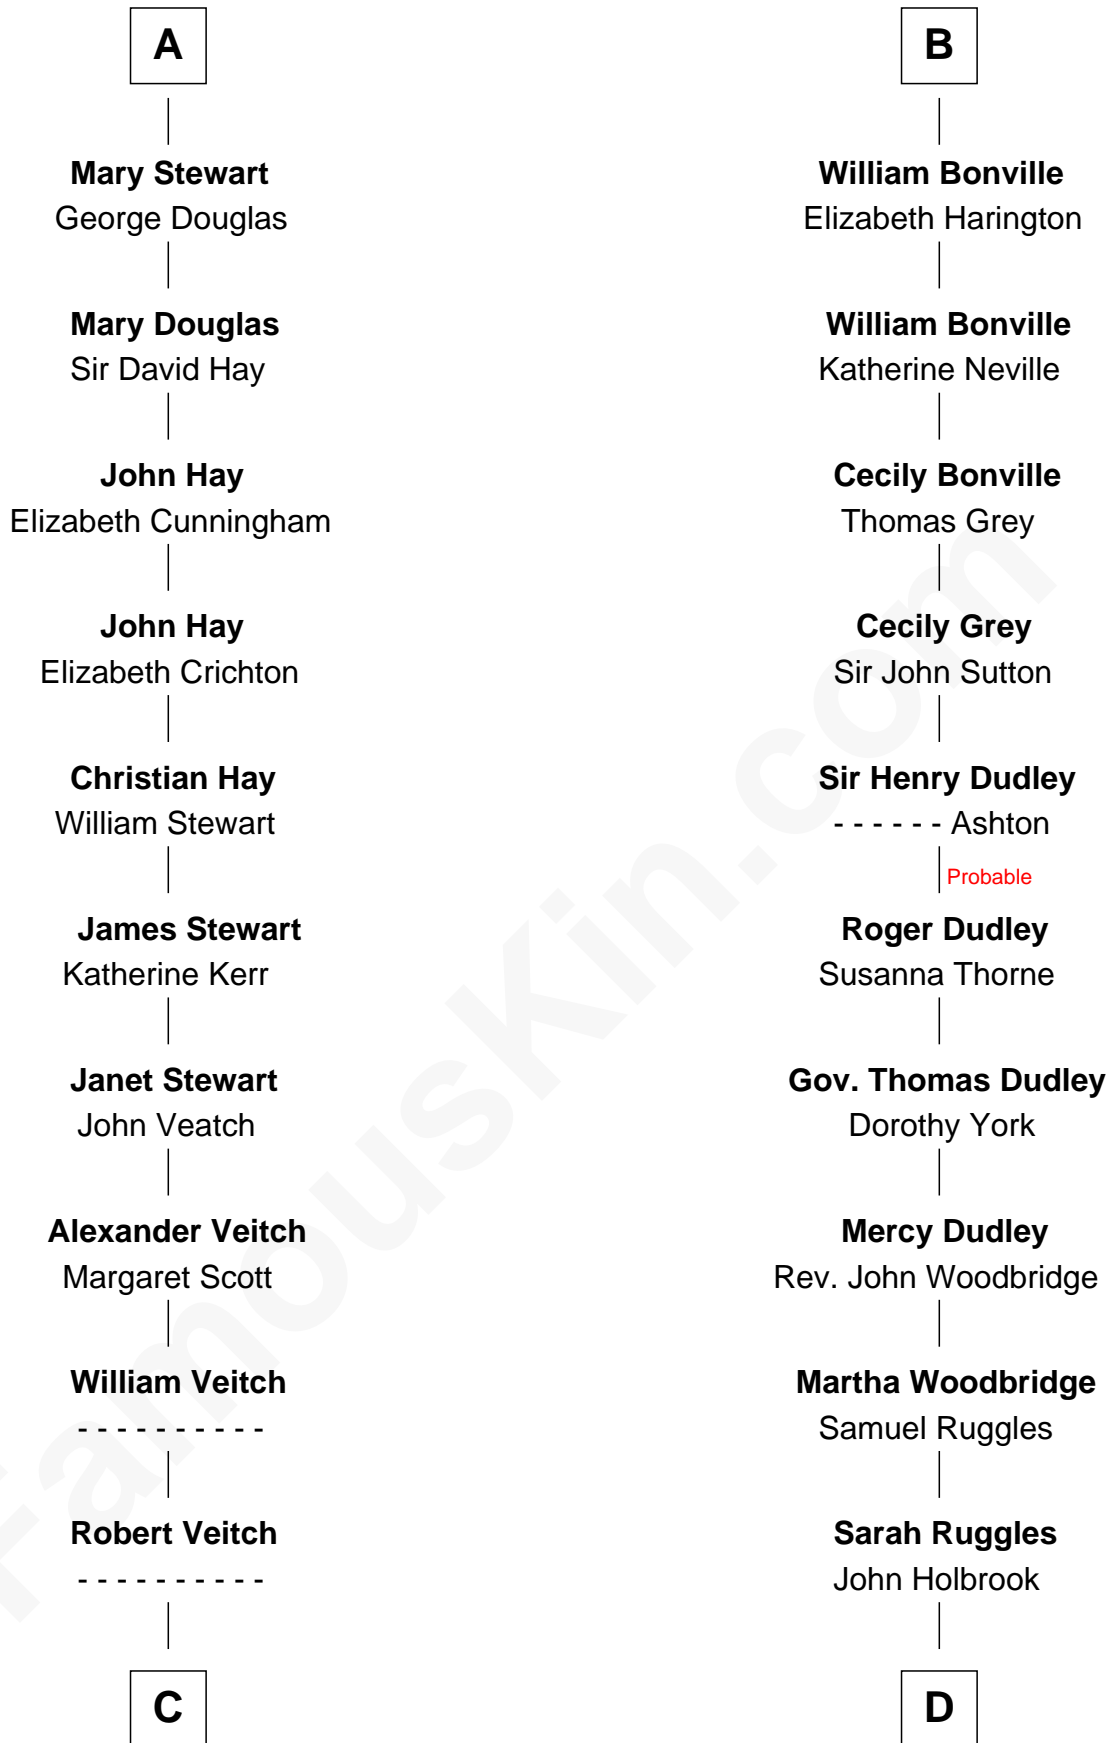 A
Mary Stewart
George Douglas
Mary Douglas
Sir David Hay
John Hay
Elizabeth Cunningham
John Hay
Elizabeth Crichton
Christian Hay
William Stewart
James Stewart
Katherine Kerr
Janet Stewart
John Veatch
Alexander Veitch
Margaret Scott
William Veitch
- - - - - - - - - -
Robert Veitch
- - - - - - - - - -
C
B
William Bonville
Elizabeth Harington
William Bonville
Katherine Neville
Cecily Bonville
Thomas Grey
Cecily Grey
Sir John Sutton
Sir Henry Dudley
- - - - - - Ashton
Probable
Roger Dudley
Susanna Thorne
Gov. Thomas Dudley
Dorothy York
Mercy Dudley
Rev. John Woodbridge
Martha Woodbridge
Samuel Ruggles
Sarah Ruggles
John Holbrook
D
FamousKin.com